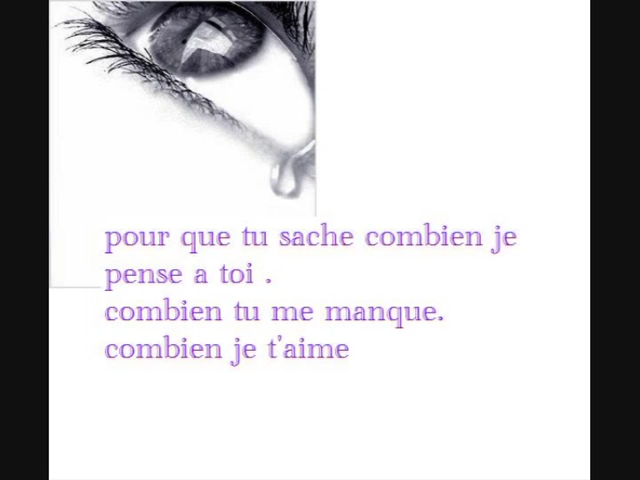 pour que tu sache combien je
pense a toi .
combien tu me manque.
combien je t'aime